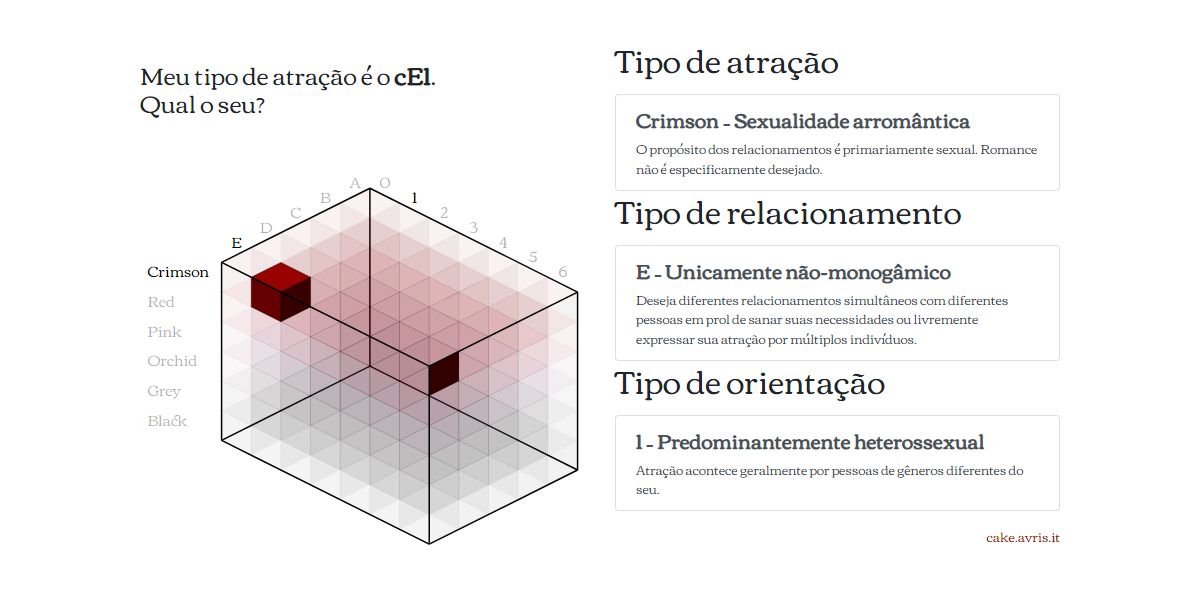 Meu tipo de atração é o cE1.
Qual o seu?
A 0
B 1
C 2
D 3
E 4
5
6
Crimson
Red
Pink
Orchid
Grey
Black
Tipo de atração
Crimson - Sexualidade arromântica
O propósito dos relacionamentos é primariamente sexual. Romance
não é especificamente desejado.
Tipo de relacionamento
E - Unicamente não-monogâmico
Deseja diferentes relacionamentos simultâneos com diferentes
pessoas em prol de sanar suas necessidades ou livremente
expressar sua atração por múltiplos indivíduos.
Tipo de orientação
1 - Predominantemente heterossexual
Atração acontece geralmente por pessoas de gêneros diferentes do
seu.
cake.avris.it